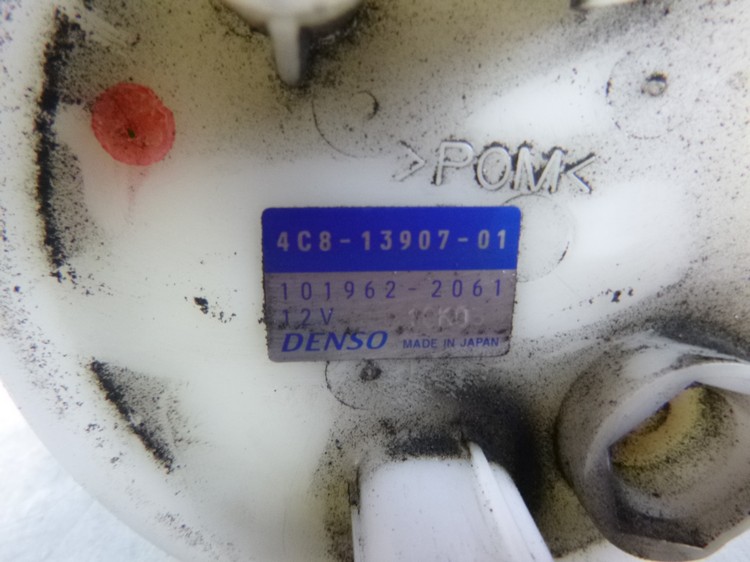 >POM<
4C8-13907-01
101962-2061
12V
DENSO MADE IN JAPAN